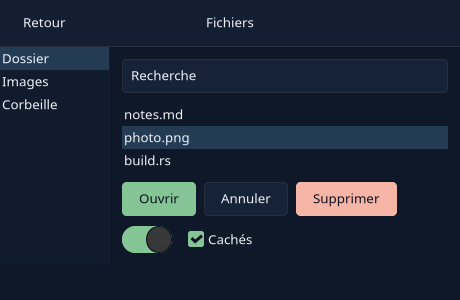 Retour
Fichiers
Dossier
Images
Corbeille
Recherche
notes.md
photo.png
build.rs
Ouvrir
Annuler
Supprimer
Cachés